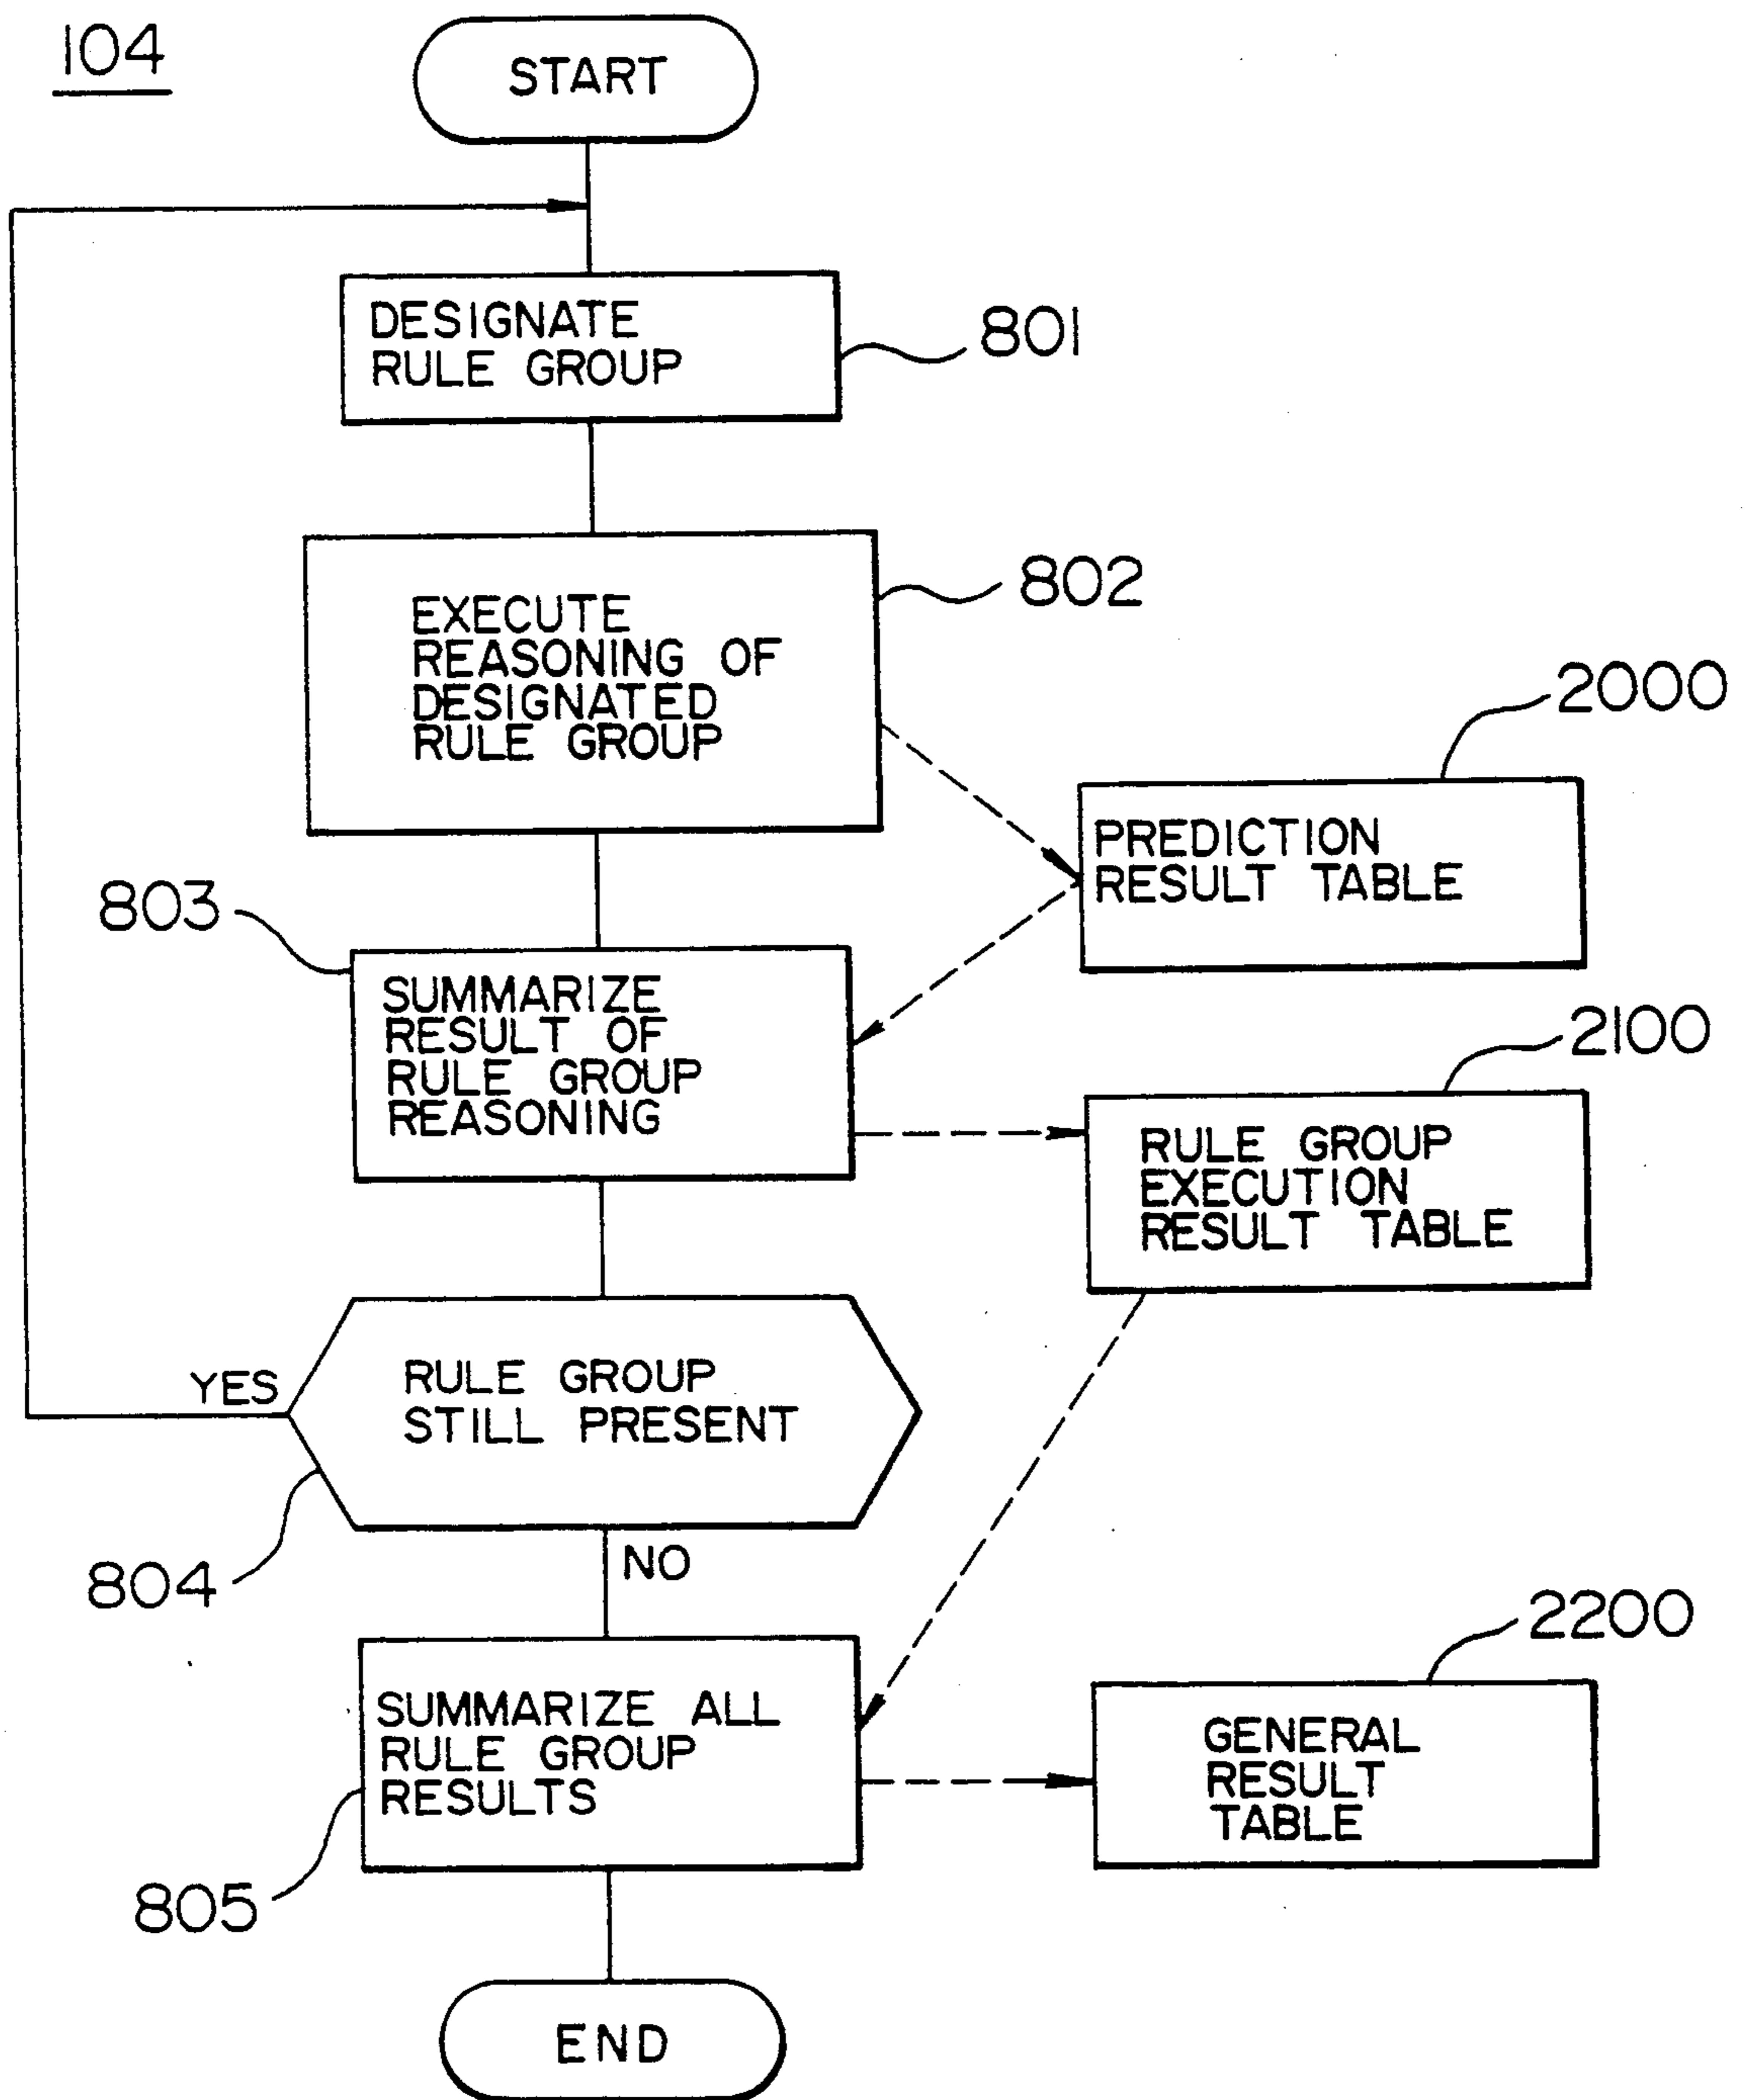 104
START
DESIGNATE
RULE GROUP
801
EXECUTE
REASONING OF
DESIGNATED
RULE GROUP
802
2000
PREDICTION
RESULT TABLE
803
SUMMARIZE
RESULT OF
RULE GROUP
REASONING
2100
RULE GROUP
EXECUTION
RESULT TABLE
YES
RULE GROUP
STILL PRESENT
804
NO
2200
SUMMARIZE ALL
RULE GROUP
RESULTS
GENERAL
RESULT
TABLE
805
END